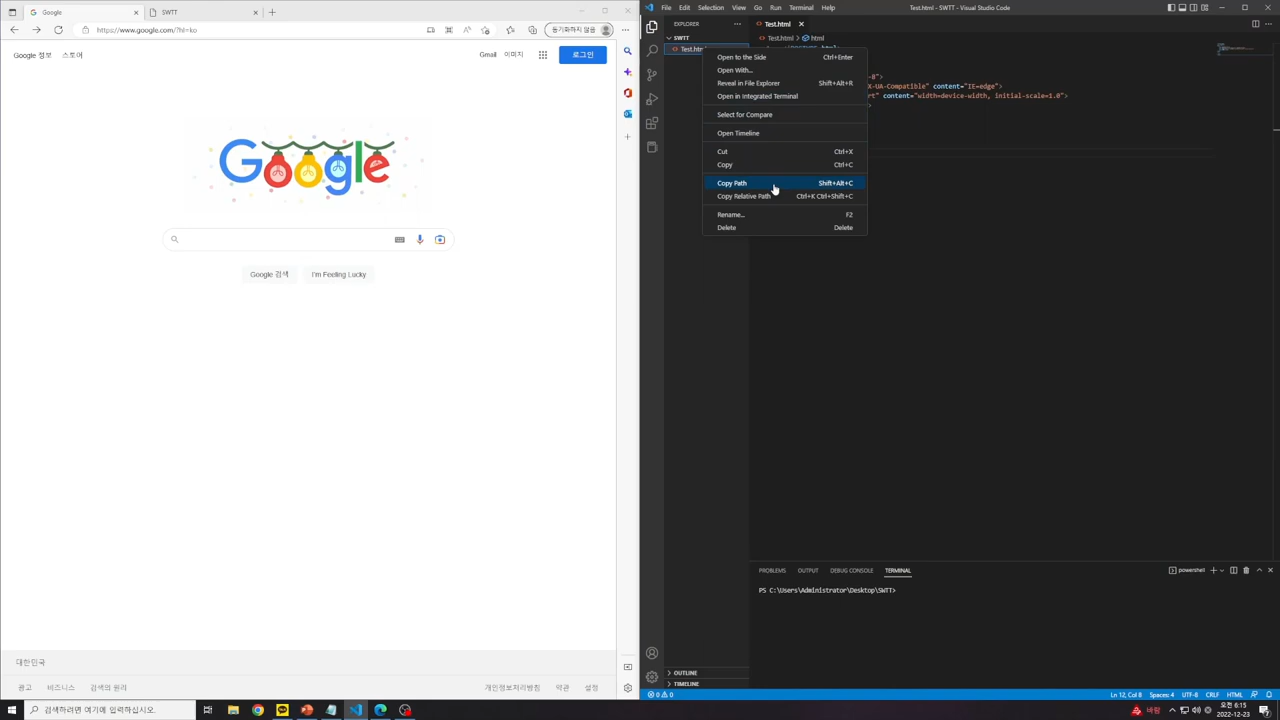 Google
SWTT
https://www.google.com/?hl=ko
동기화하지 않음
Google 정보
스토어
Gmail
이미지
로그인
Google
Google 검색
I'm Feeling Lucky
대한민국
광고
비즈니스
검색의 원리
개인정보처리방침
약관
설정
File Edit Selection View Go Run Terminal Help
Test.html - SWTT - Visual Studio Code
EXPLORER
SWTT
Test.html
Test.html
Test.html > html
Open to the Side Ctrl+Enter
Open With...
Reveal in File Explorer Shift+Alt+R
Open in Integrated Terminal
Select for Compare
Open Timeline
Cut Ctrl+X
Copy Ctrl+C
Copy Path Shift+Alt+C
Copy Relative Path Ctrl+K Ctrl+Shift+C
Rename... F2
Delete Delete
-8">
X-UA-Compatible" content="IE=edge">
rt" content="width=device-width, initial-scale=1.0">
>
PROBLEMS OUTPUT DEBUG CONSOLE TERMINAL
powershell
PS C:\Users\Administrator\Desktop\SWTT>
OUTLINE
TIMELINE
0 0
Ln 12, Col 8 Spaces: 4 UTF-8 CRLF HTML
검색하려면 여기에 입력하십시오.
바람
오전 6:15
2022-12-23